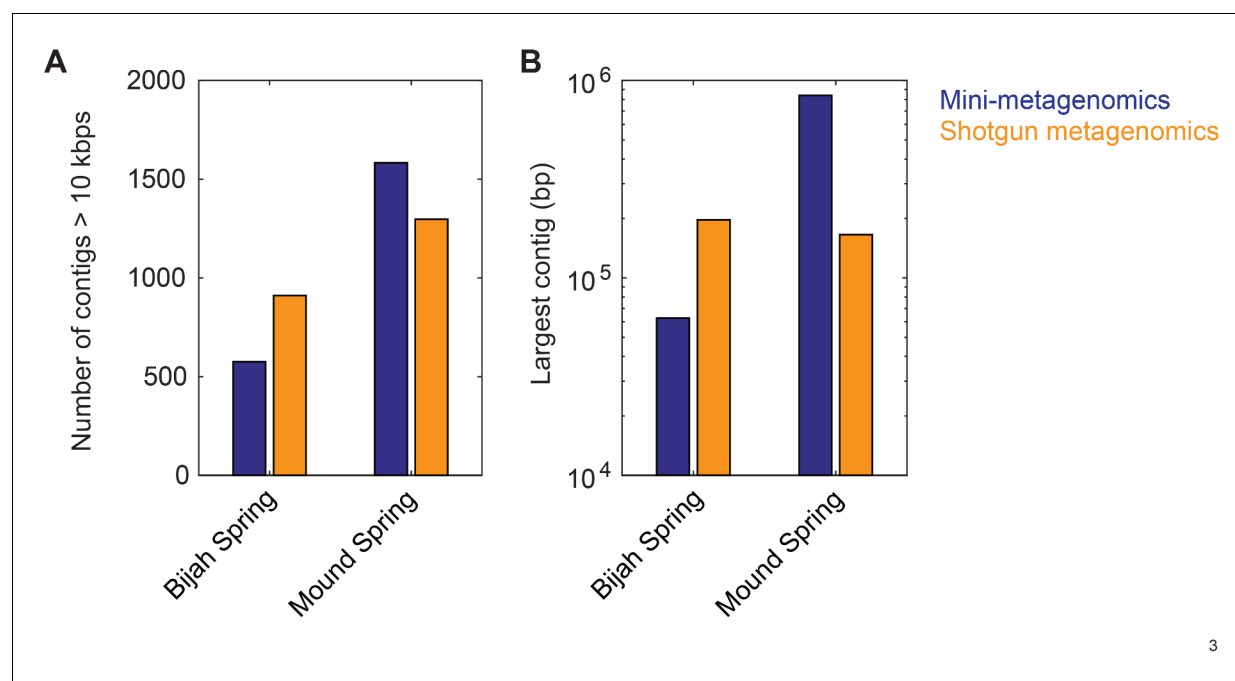 A
Number of contigs > 10 kbps
2000
1500
1000
500
0
Bijah Spring
Mound Spring
B
Largest contig (bp)
10^6
10^5
10^4
Bijah Spring
Mound Spring
Mini-metagenomics
Shotgun metagenomics
3